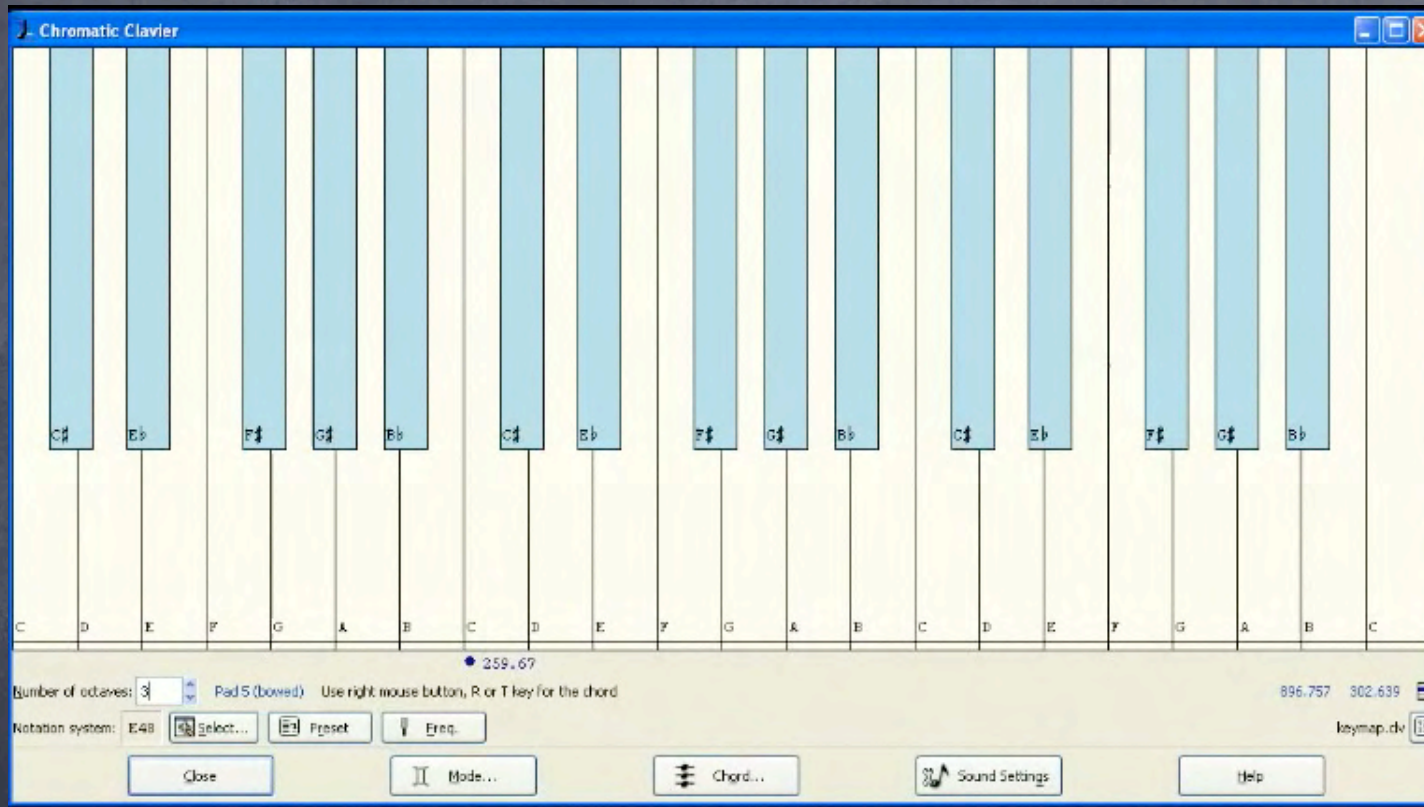 Chromatic Clavier
C♯ E♭ F♯ G♯ B♭ C♯ E♭ F♯ G♯ B♭ C♯ E♭ F♯ G♯ B♭
C D E F G A B C D E F G A B C D E F G A B C
259.67
Number of octaves: 3 Pad 5 (bowed) Use right mouse button, R or T key for the chord 896.757 302.639
Notation system: E48 Select... Preset Freq. keymap.clv
Close Mode... Chord... Sound Settings Help